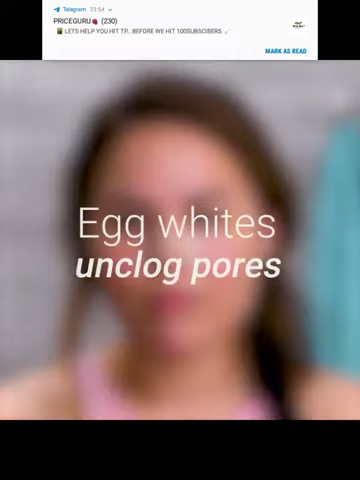 Telegram 23:54
PRICEGURU (230)
LETS HELP YOU HIT TP... BEFORE WE HIT 100SUBSCIBERS
MARK AS READ
Egg whites
unclog pores